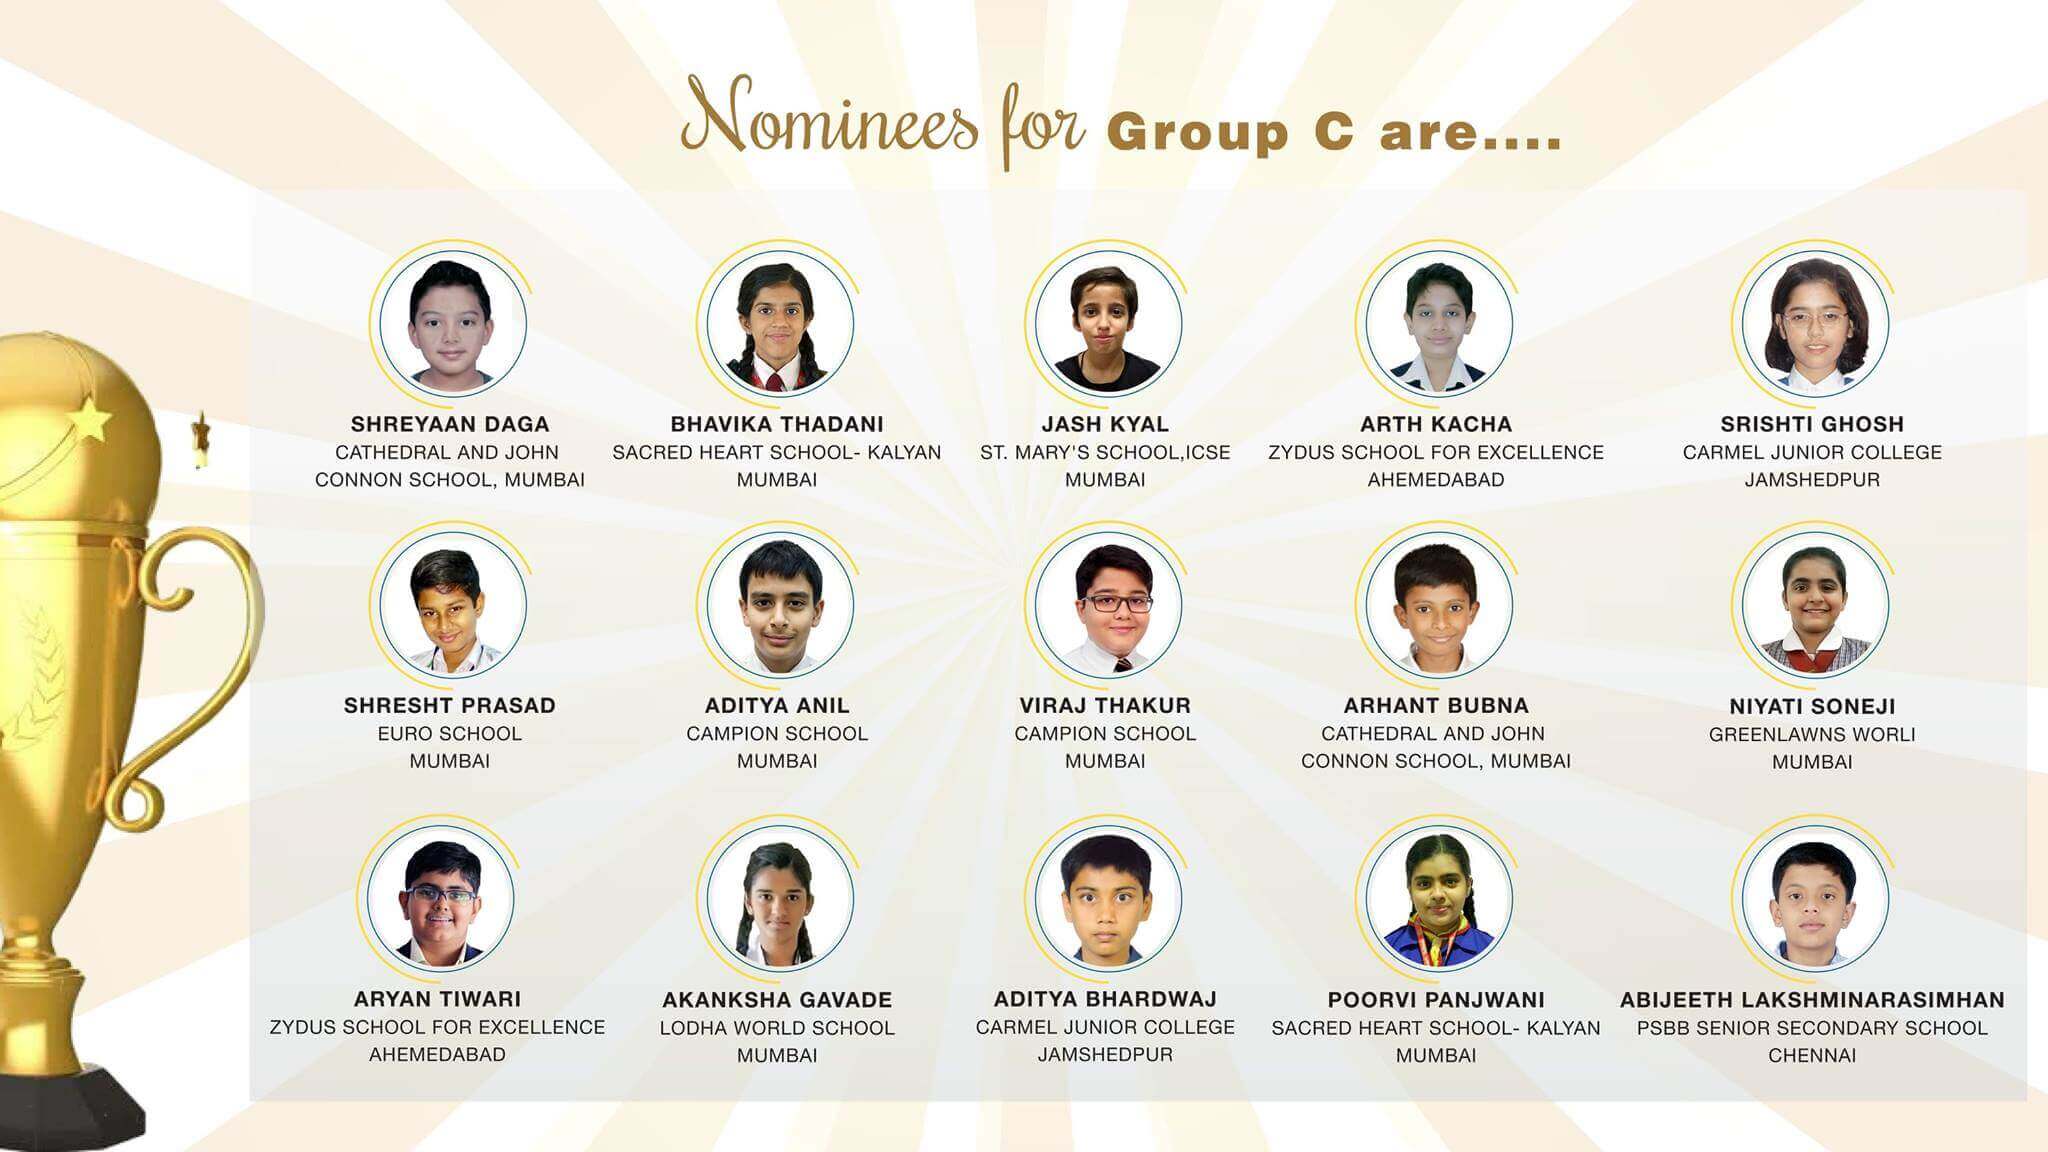 Nominees for Group C are....
SHREYAAN DAGA
CATHEDRAL AND JOHN
CONNON SCHOOL, MUMBAI
BHAVIKA THADANI
SACRED HEART SCHOOL- KALYAN
MUMBAI
JASH KYAL
ST. MARY'S SCHOOL,ICSE
MUMBAI
ARTH KACHA
ZYDUS SCHOOL FOR EXCELLENCE
AHEMEDABAD
SRISHTI GHOSH
CARMEL JUNIOR COLLEGE
JAMSHEDPUR
SHRESHT PRASAD
EURO SCHOOL
MUMBAI
ADITYA ANIL
CAMPION SCHOOL
MUMBAI
VIRAJ THAKUR
CAMPION SCHOOL
MUMBAI
ARHANT BUBNA
CATHEDRAL AND JOHN
CONNON SCHOOL, MUMBAI
NIYATI SONEJI
GREENLAWNS WORLI
MUMBAI
ARYAN TIWARI
ZYDUS SCHOOL FOR EXCELLENCE
AHEMEDABAD
AKANKSHA GAVADE
LODHA WORLD SCHOOL
MUMBAI
ADITYA BHARDWAJ
CARMEL JUNIOR COLLEGE
JAMSHEDPUR
POORVI PANJWANI
SACRED HEART SCHOOL- KALYAN
MUMBAI
ABIJEETH LAKSHMINARASIMHAN
PSBB SENIOR SECONDARY SCHOOL
CHENNAI